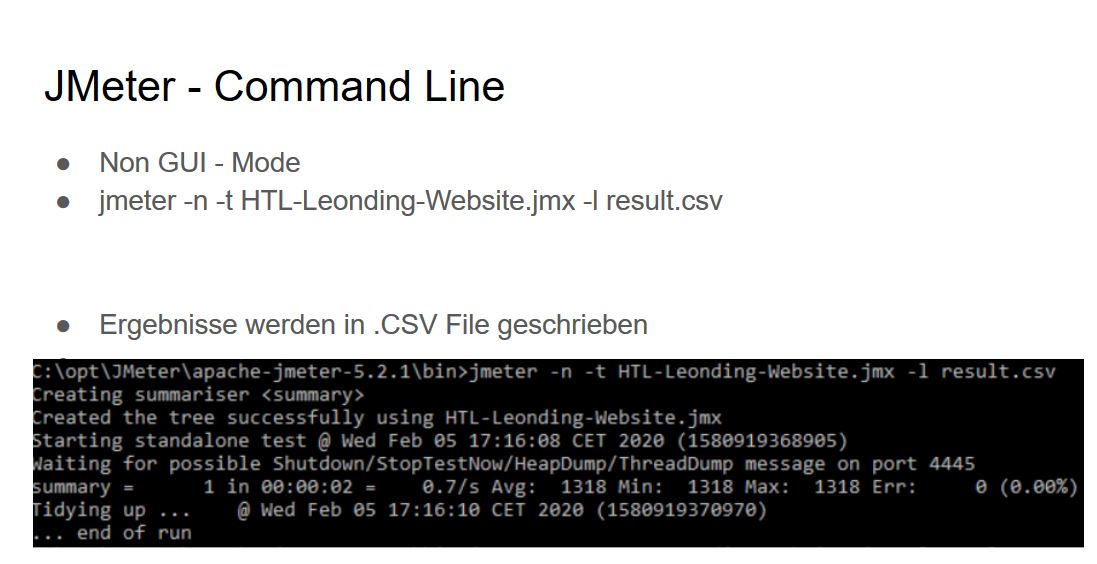 JMeter - Command Line
● Non GUI - Mode
● jmeter -n -t HTL-Leonding-Website.jmx -l result.csv
● Ergebnisse werden in .CSV File geschrieben
C:\opt\JMeter\apache-jmeter-5.2.1\bin>jmeter -n -t HTL-Leonding-Website.jmx -l result.csv
Creating summariser <summary>
Created the tree successfully using HTL-Leonding-Website.jmx
Starting standalone test @ Wed Feb 05 17:16:08 CET 2020 (1580919368905)
Waiting for possible Shutdown/StopTestNow/HeapDump/ThreadDump message on port 4445
summary =      1 in 00:00:02 =    0.7/s Avg:  1318 Min:  1318 Max:  1318 Err:     0 (0.00%)
Tidying up ...    @ Wed Feb 05 17:16:10 CET 2020 (1580919370970)
... end of run